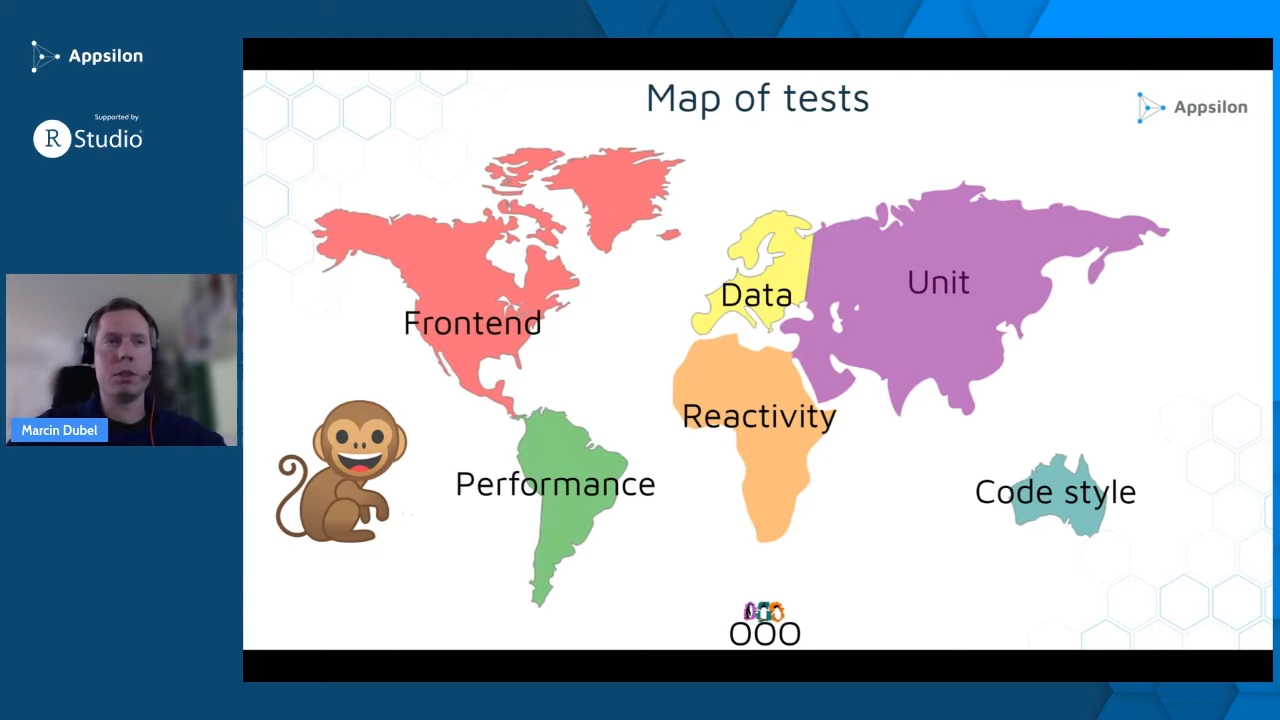 Appsilon
Supported by
R Studio
Marcin Dubel
Map of tests
Appsilon
Frontend
Data
Unit
Reactivity
Performance
Code style
OOO